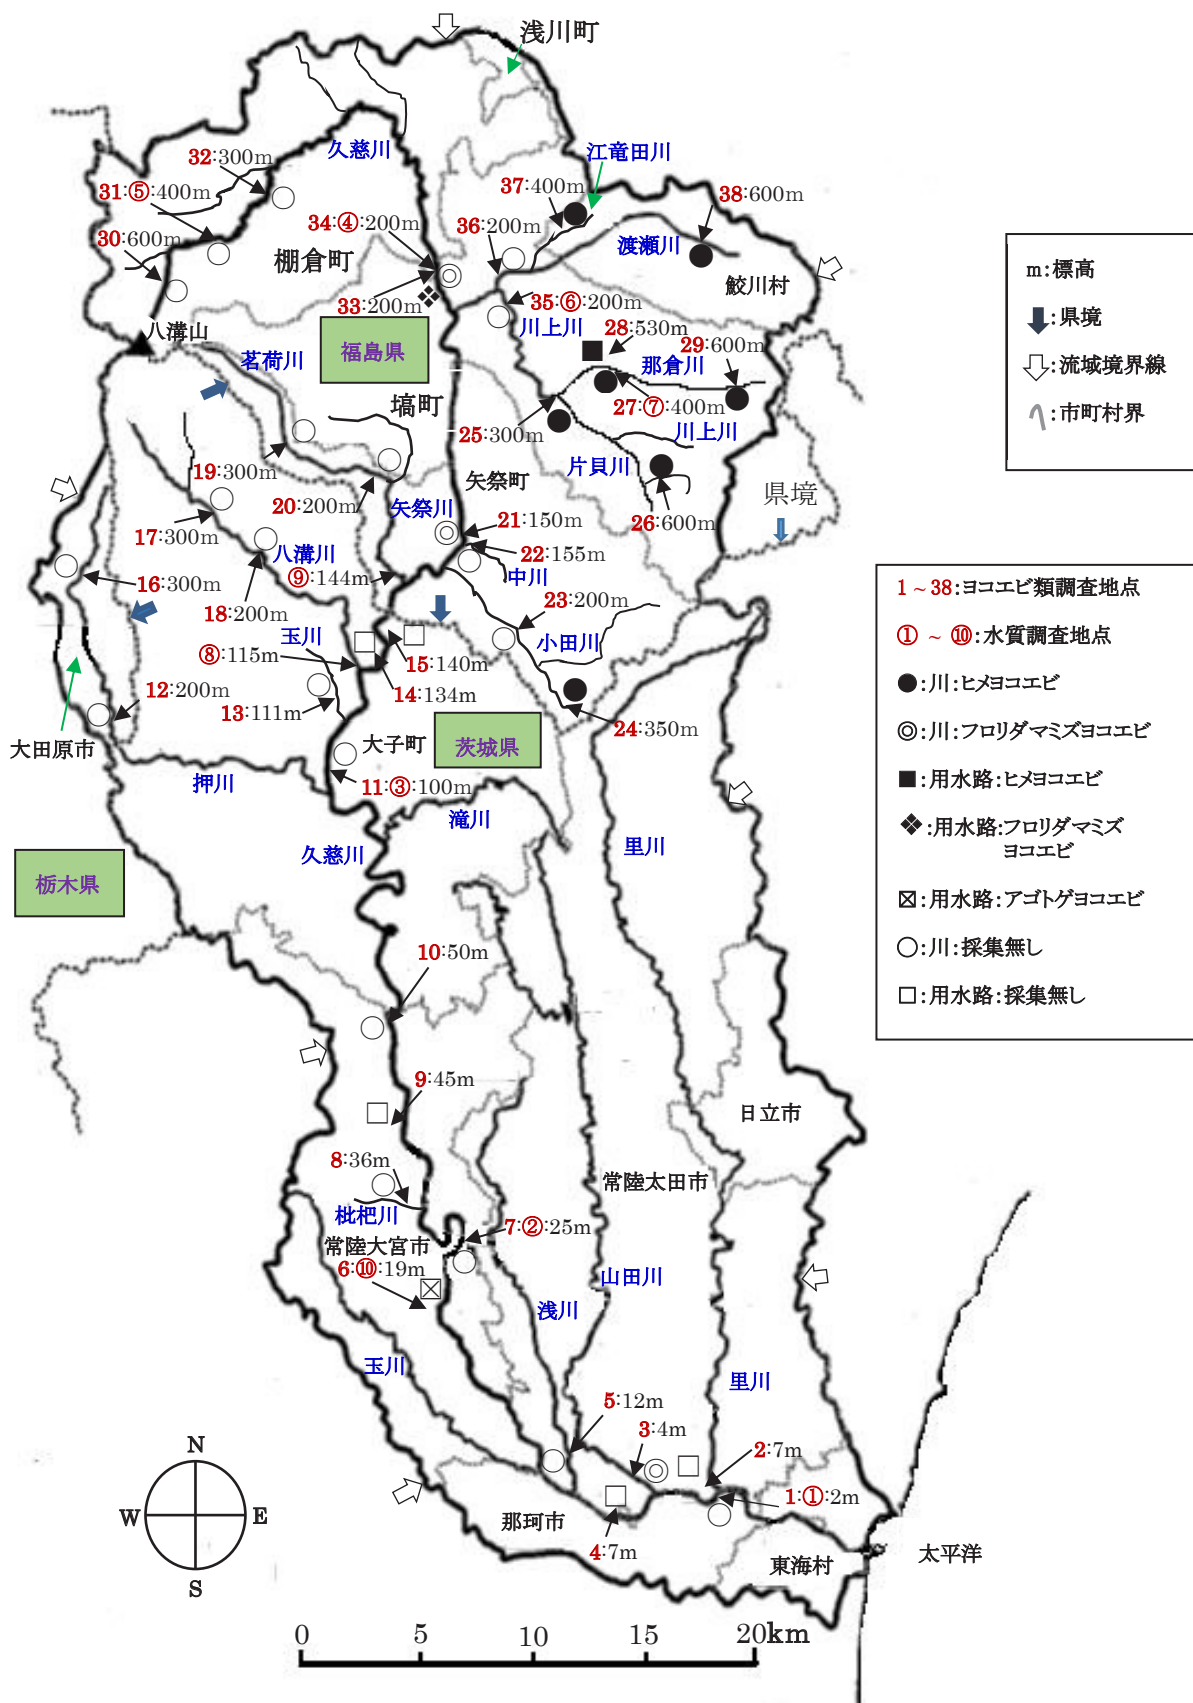 浅川町
久慈川
江竜田川
32:300m
37:400m
31:⑤:400m
38:600m
34:④:200m
36:200m
30:600m
渡瀬川
棚倉町
鮫川村
33:200m
35:⑥:200m
川上川
28:530m
八溝山
福島県
29:600m
茗荷川
那倉川
塙町
27:⑦:400m
25:300m
川上川
片貝川
19:300m
矢祭町
県境
20:200m
矢祭川
21:150m
26:600m
17:300m
八溝川
22:155m
⑨:144m
中川
16:300m
18:200m
23:200m
玉川
小田川
⑧:115m
15:140m
12:200m
14:134m
13:111m
24:350m
大田原市
大子町
茨城県
押川
11:③:100m
滝川
久慈川
里川
栃木県
10:50m
9:45m
日立市
8:36m
常陸太田市
枇杷川
7:②:25m
常陸大宮市
6:⑩:19m
山田川
浅川
玉川
里川
5:12m
3:4m
2:7m
1:①:2m
那珂市
4:7m
東海村
太平洋
N
W
E
S
0
5
10
15
20km
m:標高
:県境
:流域境界線
:市町村界
1~38:ヨコエビ類調査地点
① ~ ⑩:水質調査地点
●:川:ヒメヨコエビ
◎:川:フロリダマミズヨコエビ
■:用水路:ヒメヨコエビ
❖:用水路:フロリダマミズ
ヨコエビ
⊠:用水路:アゴトゲヨコエビ
○:川:採集無し
□:用水路:採集無し